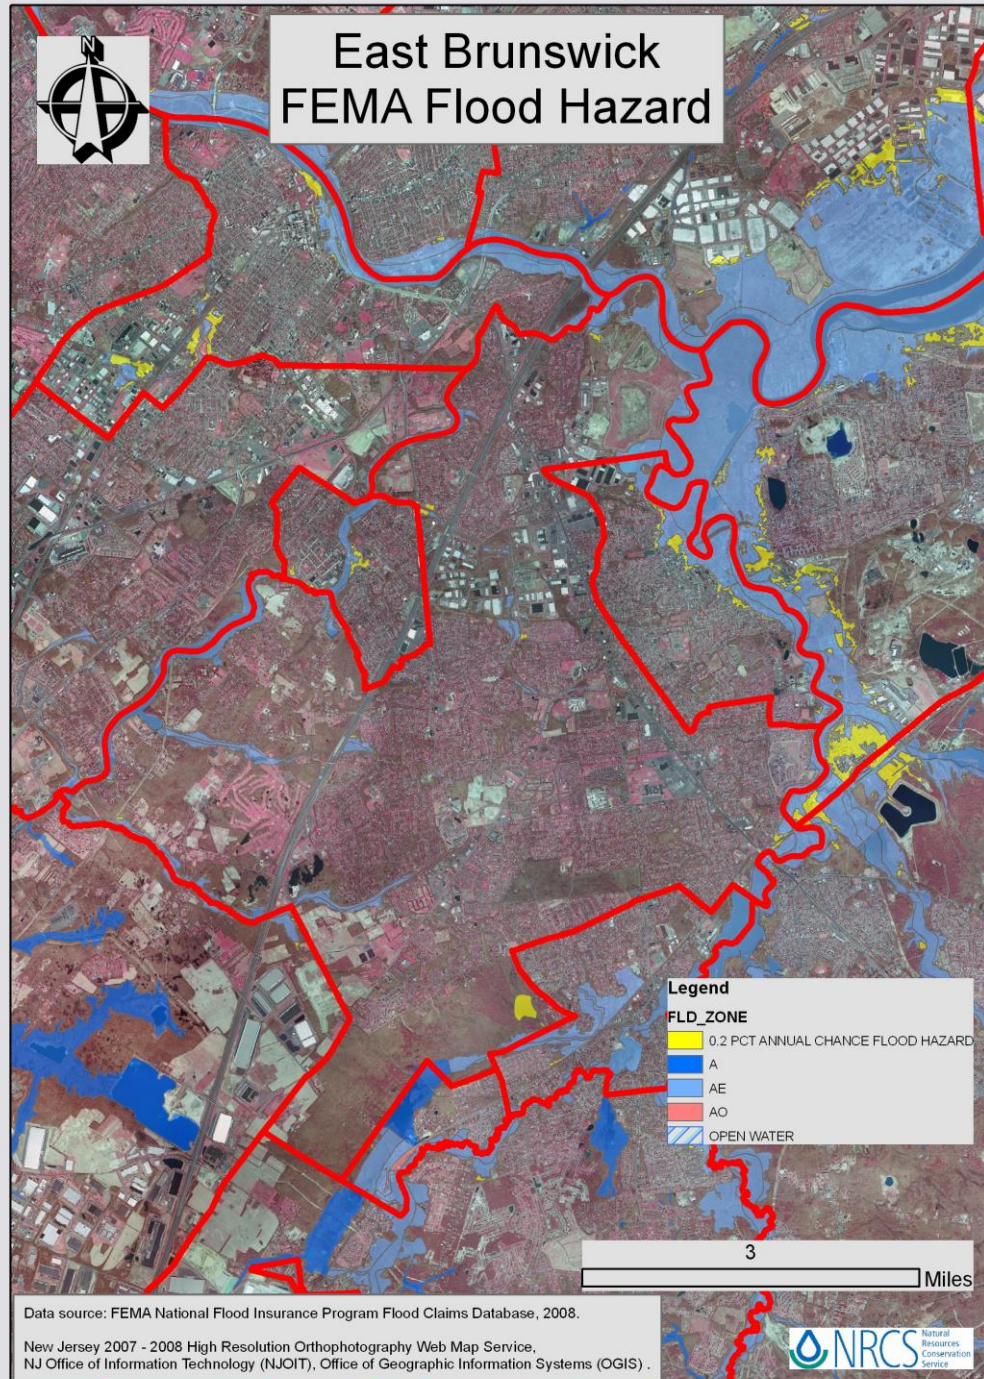 N
East Brunswick
FEMA Flood Hazard
Legend
FLD_ZONE
0.2 PCT ANNUAL CHANCE FLOOD HAZARD
A
AE
AO
OPEN WATER
3
Miles
Data source: FEMA National Flood Insurance Program Flood Claims Database, 2008.
New Jersey 2007 - 2008 High Resolution Orthophotography Web Map Service,
NJ Office of Information Technology (NJOIT), Office of Geographic Information Systems (OGIS) .
NRCS
Natural
Resources
Conservation
Service